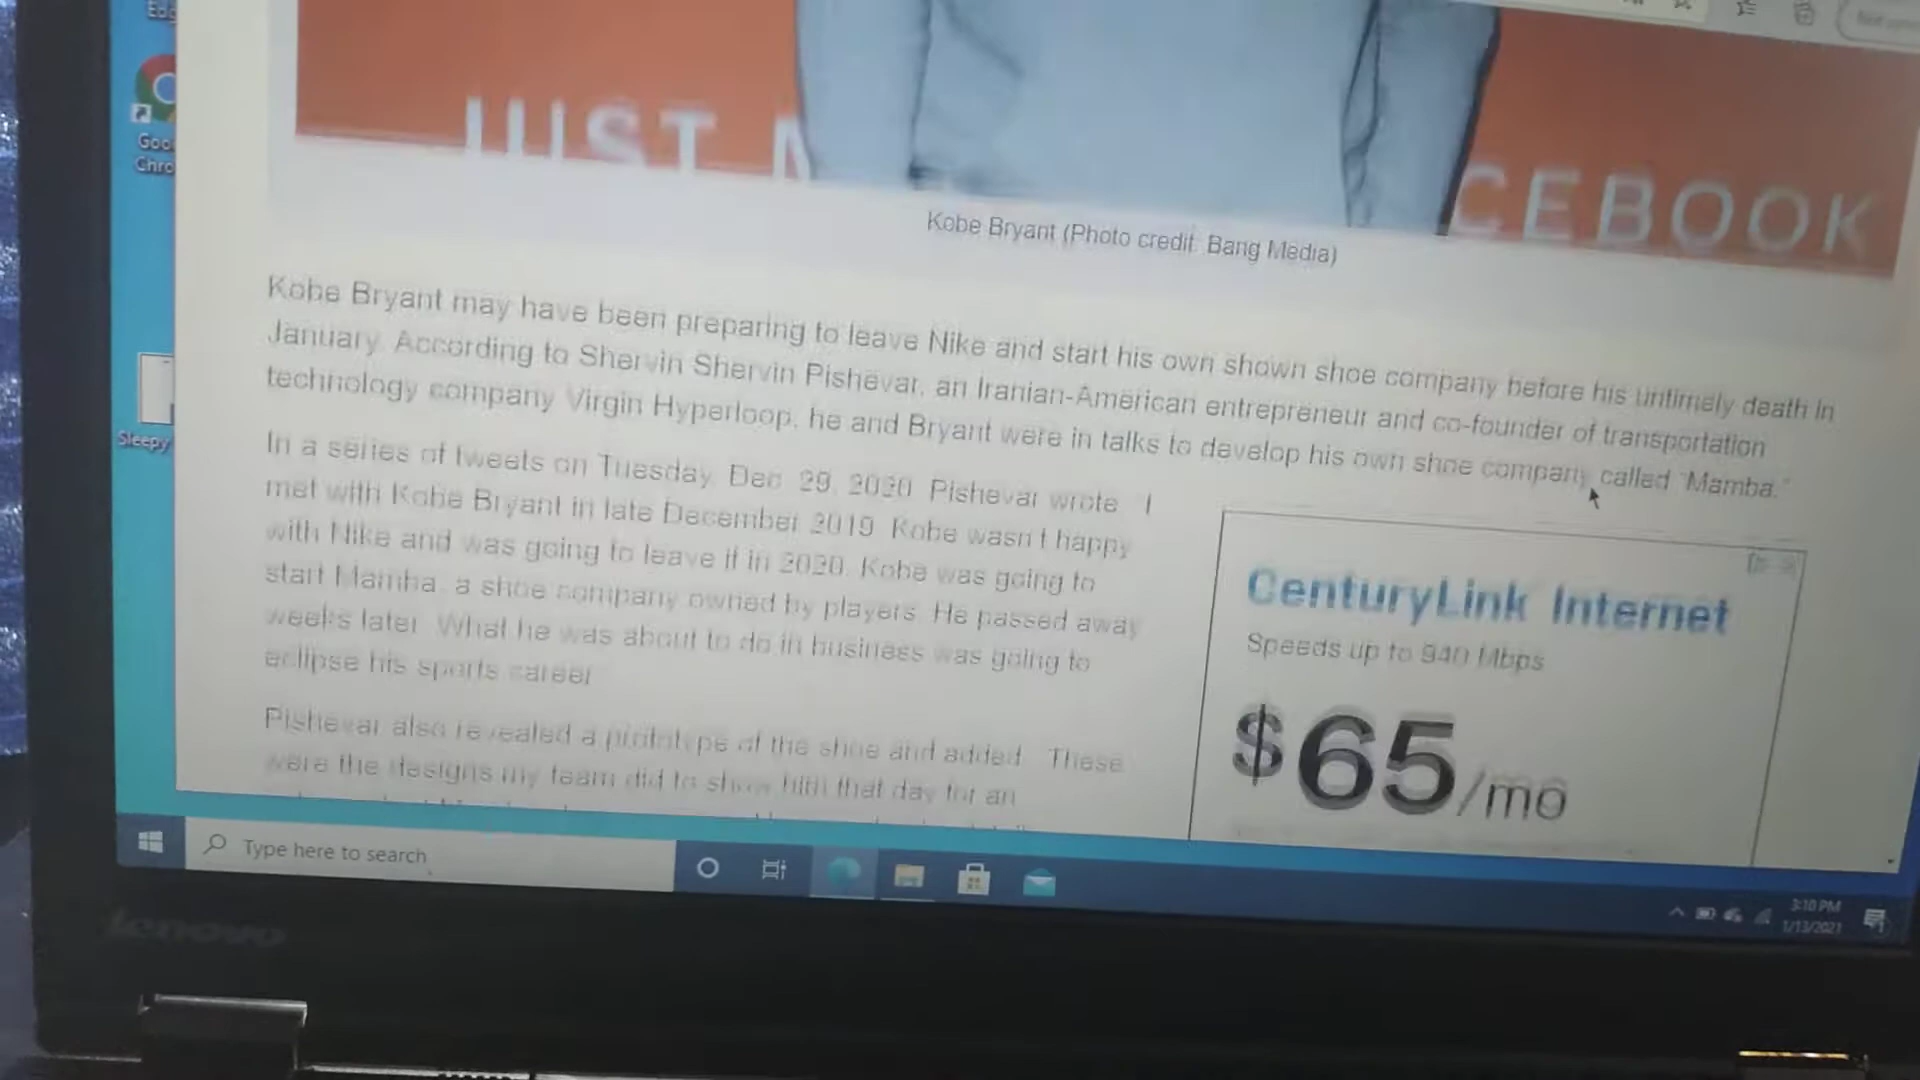 Edg
JUST M
CEBOOK
Goo
Chro
Kobe Bryant (Photo credit: Bang Media)
Kobe Bryant may have been preparing to leave Nike and start his own shown shoe company before his untimely death in
January. According to Shervin Shervin Pishevar, an Iranian-American entrepreneur and co-founder of transportation
technology company Virgin Hyperloop, he and Bryant were in talks to develop his own shoe company called "Mamba."
Sleepy
In a series of tweets on Tuesday, Dec. 29, 2020, Pishevar wrote, "I
met with Kobe Bryant in late December 2019. Kobe wasn't happy
with Nike and was going to leave it in 2020. Kobe was going to
start Mamba, a shoe company owned by players. He passed away
weeks later. What he was about to do in business was going to
eclipse his sports career
Pishevar also revealed a prototype of the shoe and added, "These
were the designs my team did to show him that day for an
CenturyLink Internet
Speeds up to 940 Mbps
$65/mo
Type here to search
3:10 PM
1/13/2021
lenovo